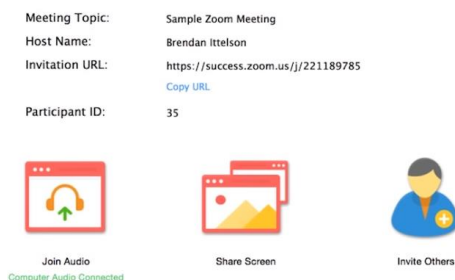 Meeting Topic: Sample Zoom Meeting
Host Name: Brendan Ittelson
Invitation URL: https://success.zoom.us/j/221189785
Copy URL
Participant ID: 35
Join Audio Share Screen Invite Others
Computer Audio Connected